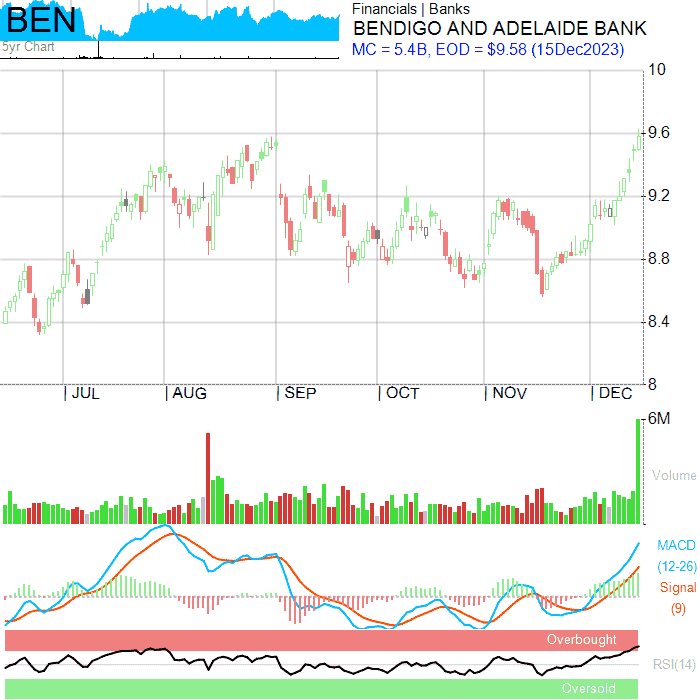 BEN
5yr Chart
Financials | Banks
BENDIGO AND ADELAIDE BANK
MC = 5.4B, EOD = $9.58 (15Dec2023)
10
9.6
9.2
8.8
8.4
8
| JUL | AUG | SEP | OCT | NOV | DEC
6M
Volume
MACD
(12-26)
Signal
(9)
Overbought
RSI(14)
Oversold